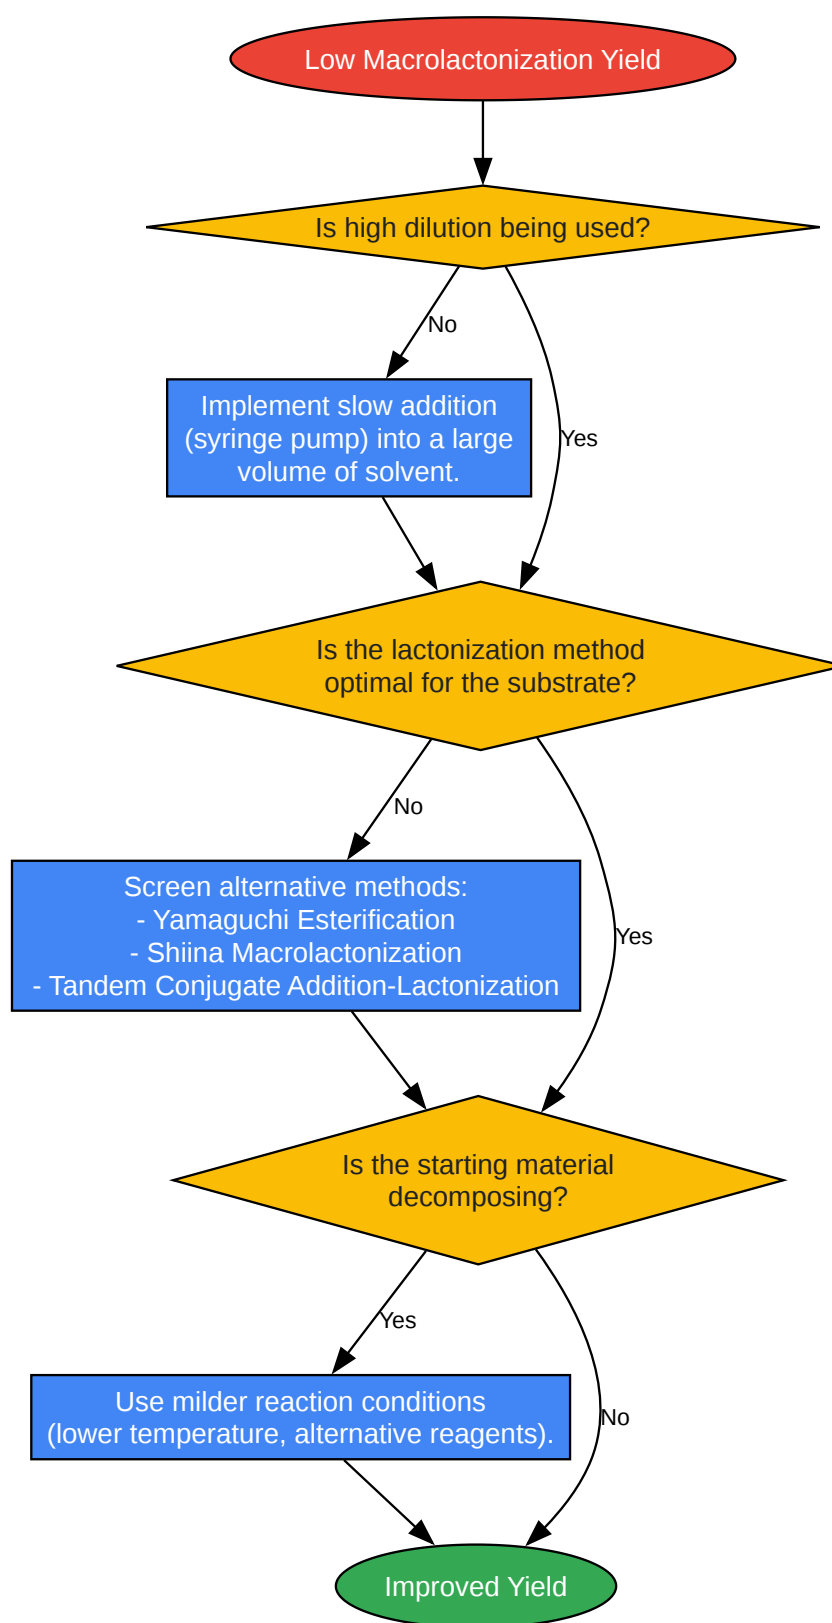 Low Macrolactonization Yield
Is high dilution being used?
No
Implement slow addition
(syringe pump) into a large
volume of solvent.
Yes
Is the lactonization method
optimal for the substrate?
No
Screen alternative methods:
- Yamaguchi Esterification
- Shiina Macrolactonization
- Tandem Conjugate Addition-Lactonization
Yes
Is the starting material
decomposing?
Yes
Use milder reaction conditions
(lower temperature, alternative reagents).
No
Improved Yield